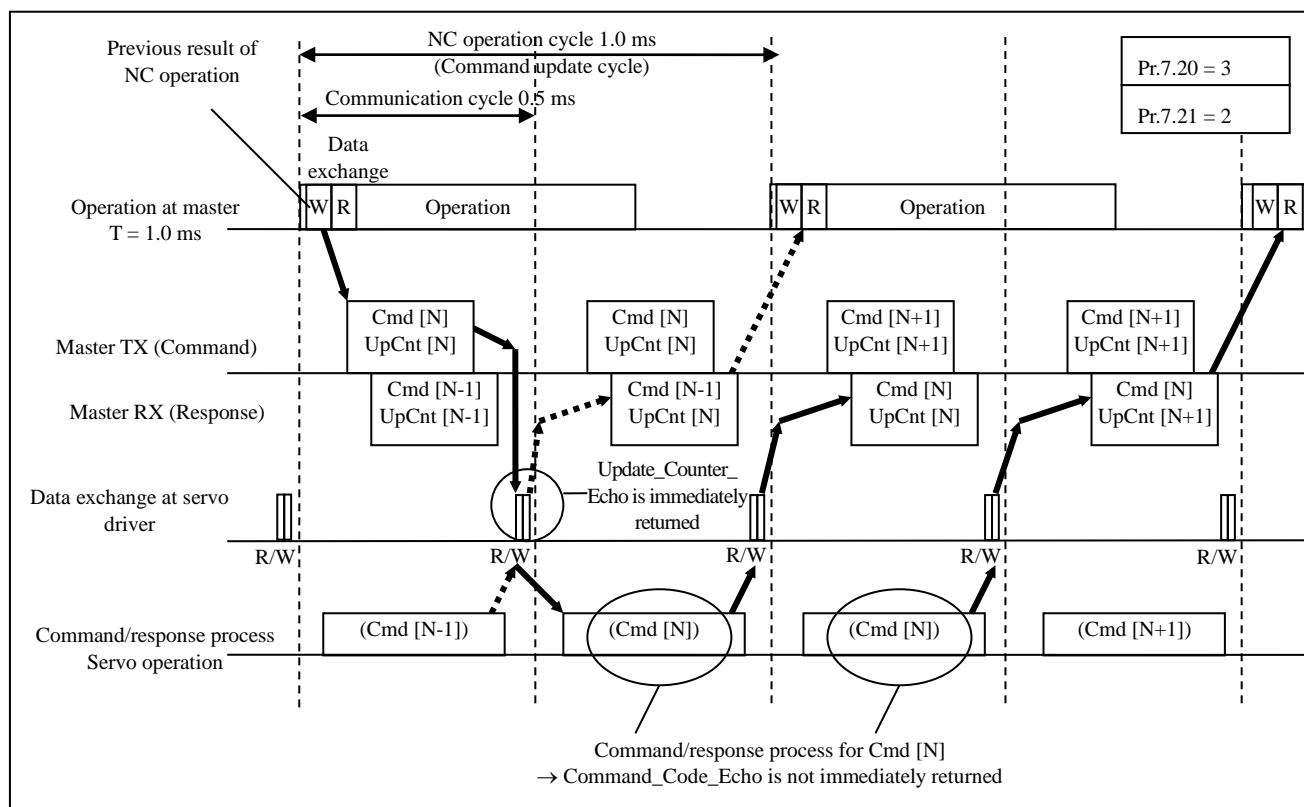 Previous result of
NC operation
NC operation cycle 1.0 ms
(Command update cycle)
Communication cycle 0.5 ms
Pr.7.20 = 3
Pr.7.21 = 2
Data
exchange
Operation at master
T = 1.0 ms
W R Operation
W R Operation
W R
Master TX (Command)
Cmd [N]
UpCnt [N]
Cmd [N]
UpCnt [N]
Cmd [N+1]
UpCnt [N+1]
Cmd [N+1]
UpCnt [N+1]
Master RX (Response)
Cmd [N-1]
UpCnt [N-1]
Cmd [N-1]
UpCnt [N]
Cmd [N]
UpCnt [N]
Cmd [N]
UpCnt [N+1]
Data exchange at servo
driver
Update_Counter_
Echo is immediately
returned
R/W R/W R/W R/W R/W
Command/response process
Servo operation
(Cmd [N-1]) (Cmd [N]) (Cmd [N]) (Cmd [N+1])
Command/response process for Cmd [N]
→ Command_Code_Echo is not immediately returned